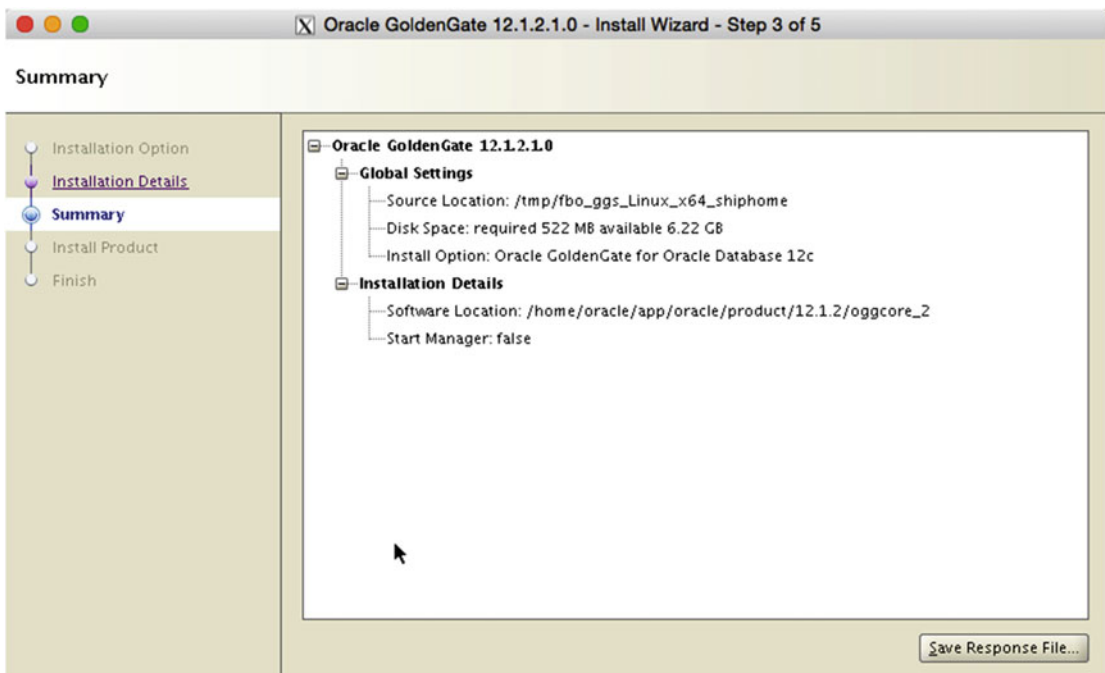 Oracle GoldenGate 12.1.2.1.0 - Install Wizard - Step 3 of 5
Summary
Installation Option
Installation Details
Summary
Install Product
Finish
Oracle GoldenGate 12.1.2.1.0
Global Settings
Source Location: /tmp/fbo_ggs_Linux_x64_shiphome
Disk Space: required 522 MB available 6.22 GB
Install Option: Oracle GoldenGate for Oracle Database 12c
Installation Details
Software Location: /home/oracle/app/oracle/product/12.1.2/oggcore_2
Start Manager: false
Save Response File...